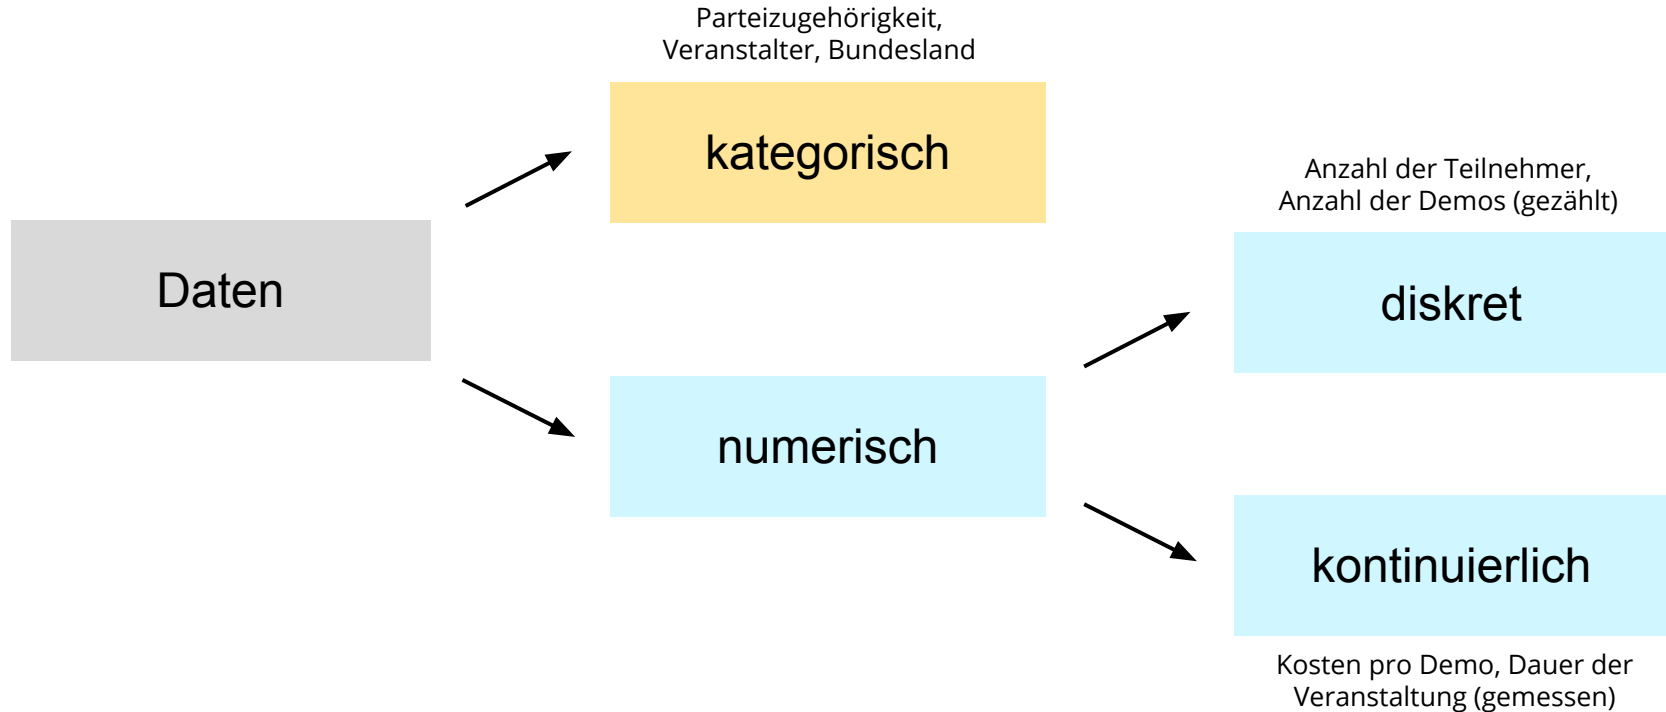 Parteizugehörigkeit,
Veranstalter, Bundesland
kategorisch
Daten
numerisch
Anzahl der Teilnehmer,
Anzahl der Demos (gezählt)
diskret
kontinuierlich
Kosten pro Demo, Dauer der
Veranstaltung (gemessen)